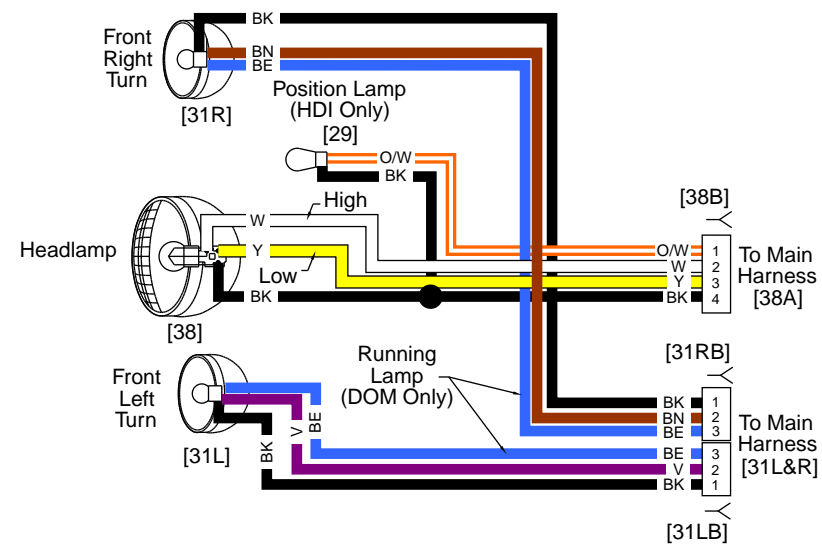 BK
Front
Right
Turn
BN
BE
[31R]
Position Lamp
(HDI Only)
[29]
O/W
BK
High
W
Headlamp
Y
Low
BK
[38]
[38B]
O/W 1
W 2
Y 3
BK 4
To Main
Harness
[38A]
Front
Left
Turn
[31L]
BK
V
BE
Running
Lamp
(DOM Only)
[31RB]
BK 1
BN 2
BE 3
BE 3
V 2
BK 1
To Main
Harness
[31L&R]
[31LB]